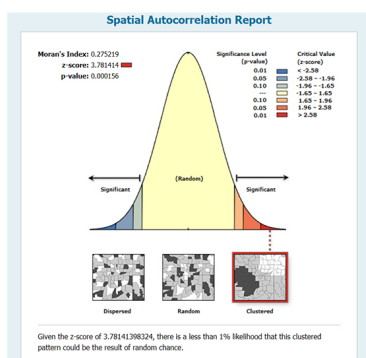 Spatial Autocorrelation Report
Moran's Index: 0.275219
z-score: 3.781414
p-value: 0.000156
Significance Level
(p-value)
0.01
0.05
0.10
---
0.10
0.05
0.01
Critical Value
(z-score)
< -2.58
-2.58 - -1.96
-1.96 - -1.65
-1.65 - 1.65
1.65 - 1.96
1.96 - 2.58
> 2.58
Significant
(Random)
Significant
Dispersed
Random
Clustered
Given the z-score of 3.78141398324, there is a less than 1% likelihood that this clustered
pattern could be the result of random chance.